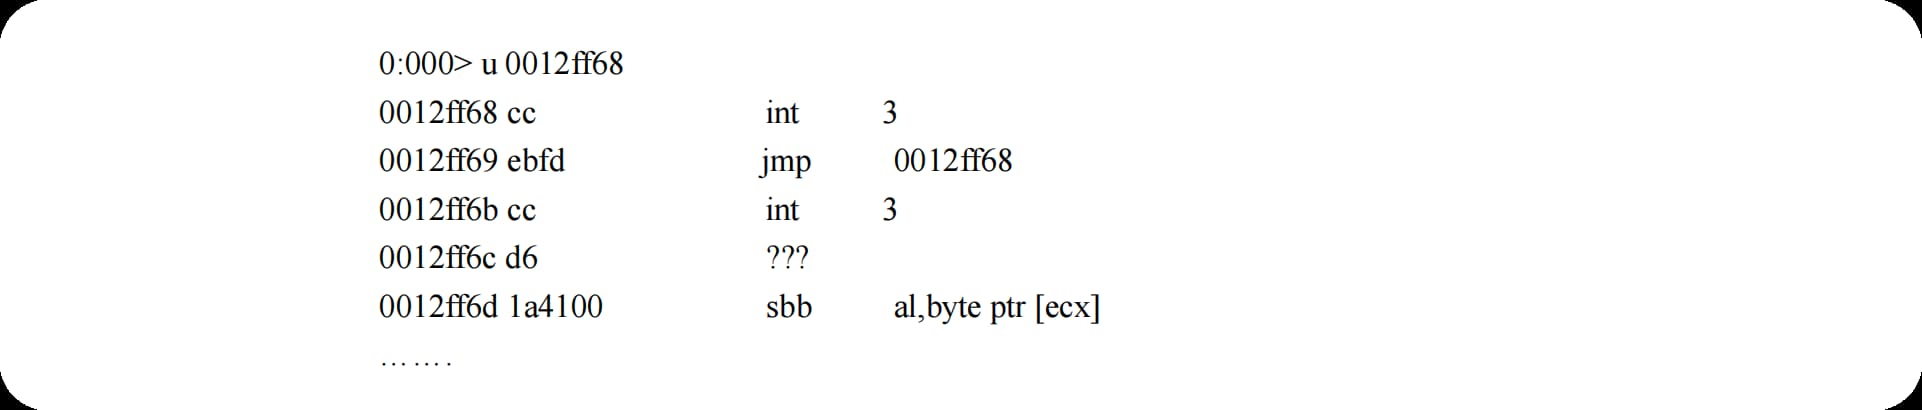 0:000> u 0012ff68
0012ff68 cc int 3
0012ff69 ebfd jmp 0012ff68
0012ff6b cc int 3
0012ff6c d6 ???
0012ff6d 1a4100 sbb al,byte ptr [ecx]
…….